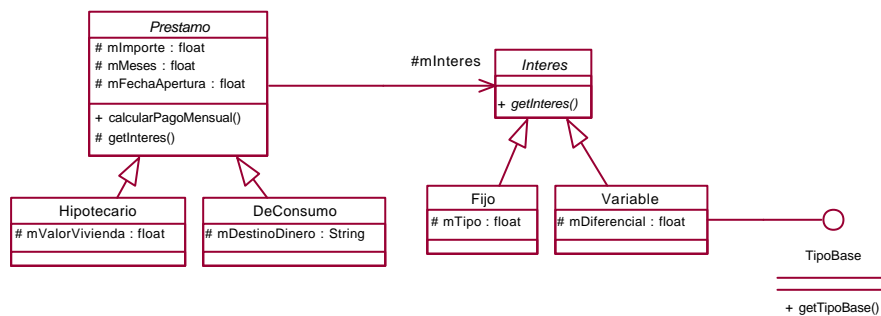 Prestamo
# mImporte : float
# mMeses : float
# mFechaApertura : float
+ calcularPagoMensual()
# getInteres()
#mInteres
Interes
+ getInteres()
Hipotecario
# mValorVivienda : float
DeConsumo
# mDestinoDinero : String
Fijo
# mTipo : float
Variable
# mDiferencial : float
TipoBase
+ getTipoBase()